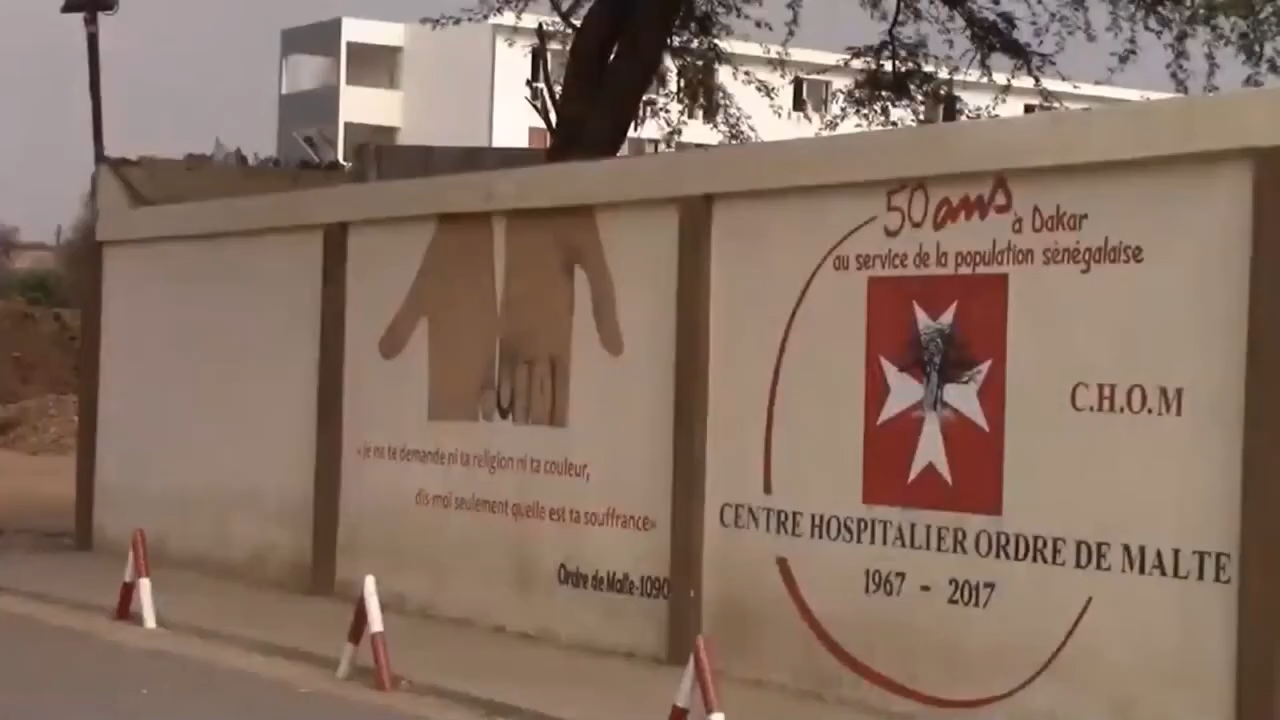 « je ne te demande ni ta religion ni ta couleur,
dis moi seulement quelle est ta souffrance»
Ordre de Malte-1090
50 ans à Dakar
au service de la population sénégalaise
C.H.O.M
CENTRE HOSPITALIER ORDRE DE MALTE
1967 - 2017